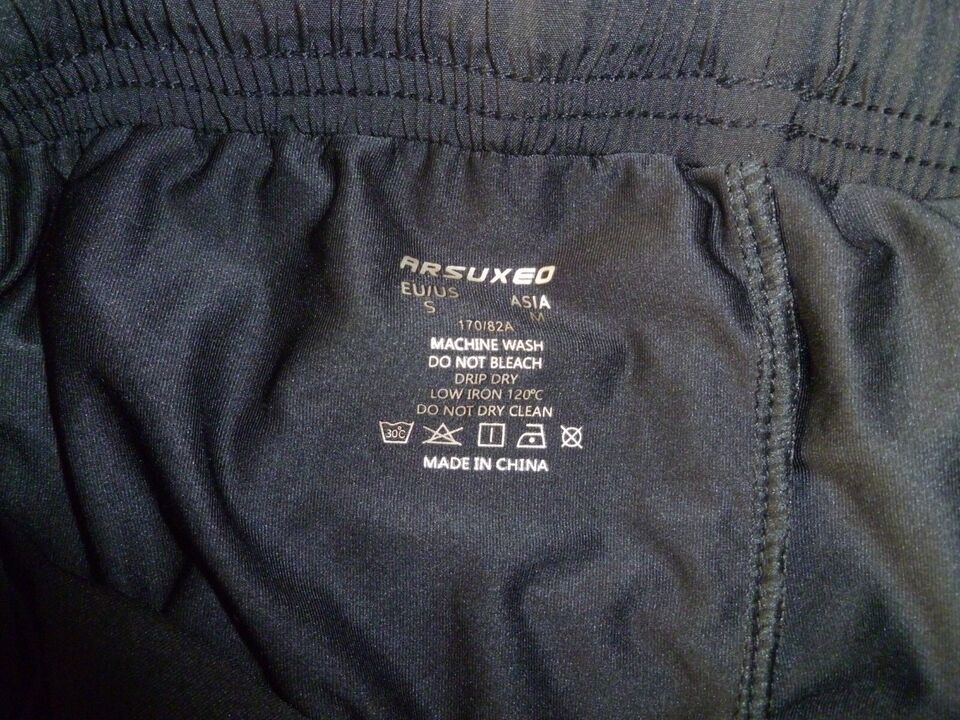 ARSUXEO
EU/US ASIA
S M
170/82A
MACHINE WASH
DO NOT BLEACH
DRIP DRY
LOW IRON 120°C
DO NOT DRY CLEAN
30°C
MADE IN CHINA